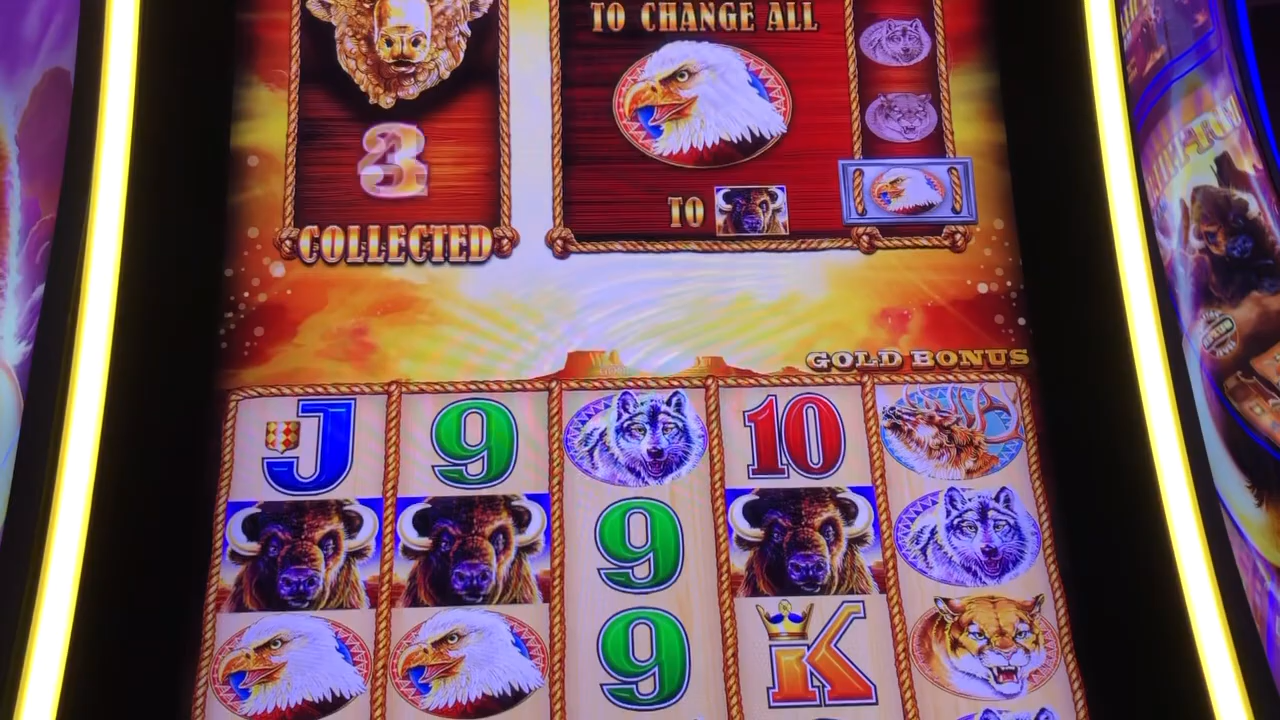 TO CHANGE ALL
3
TO
COLLECTED
GOLD BONUS
J 9 10
9
9 K